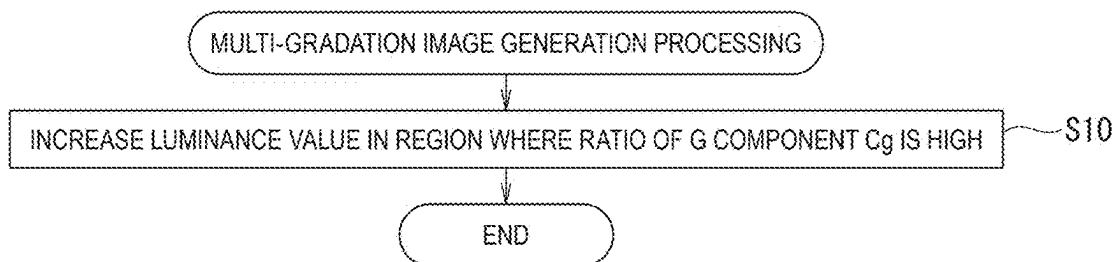 MULTI-GRADATION IMAGE GENERATION PROCESSING
INCREASE LUMINANCE VALUE IN REGION WHERE RATIO OF G COMPONENT Cg IS HIGH
S10
END